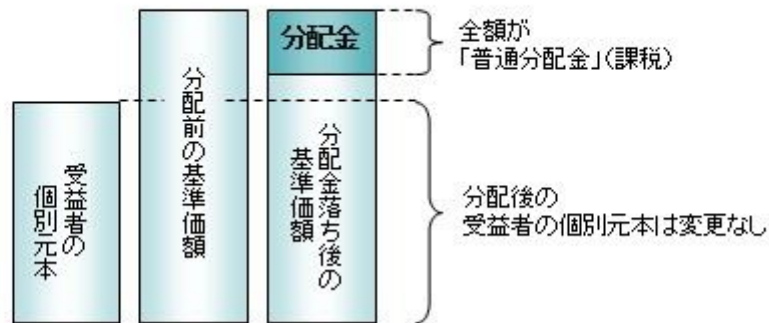 受益者の
個別元本
分配前の基準価額
分配金
分配金落ち後の
基準価額
全額が
「普通分配金」(課税)
分配後の
受益者の個別元本は変更なし